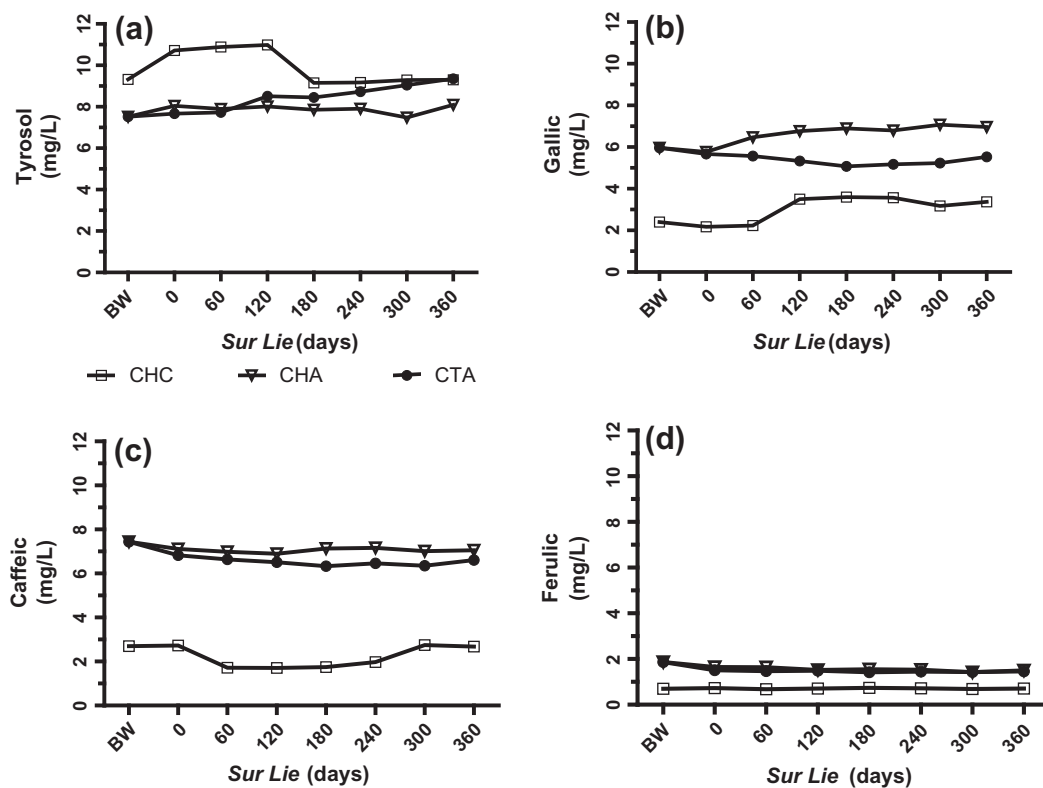 (a)
Tyrosol
(mg/L)
12
10
8
6
4
2
0
BW 0 60 120 180 240 300 360
Sur Lie (days)
(b)
Gallic
(mg/L)
12
10
8
6
4
2
0
BW 0 60 120 180 240 300 360
Sur Lie (days)
CHC CHA CTA
(c)
Caffeic
(mg/L)
12
10
8
6
4
2
0
BW 0 60 120 180 240 300 360
Sur Lie (days)
(d)
Ferulic
(mg/L)
12
10
8
6
4
2
0
BW 0 60 120 180 240 300 360
Sur Lie (days)